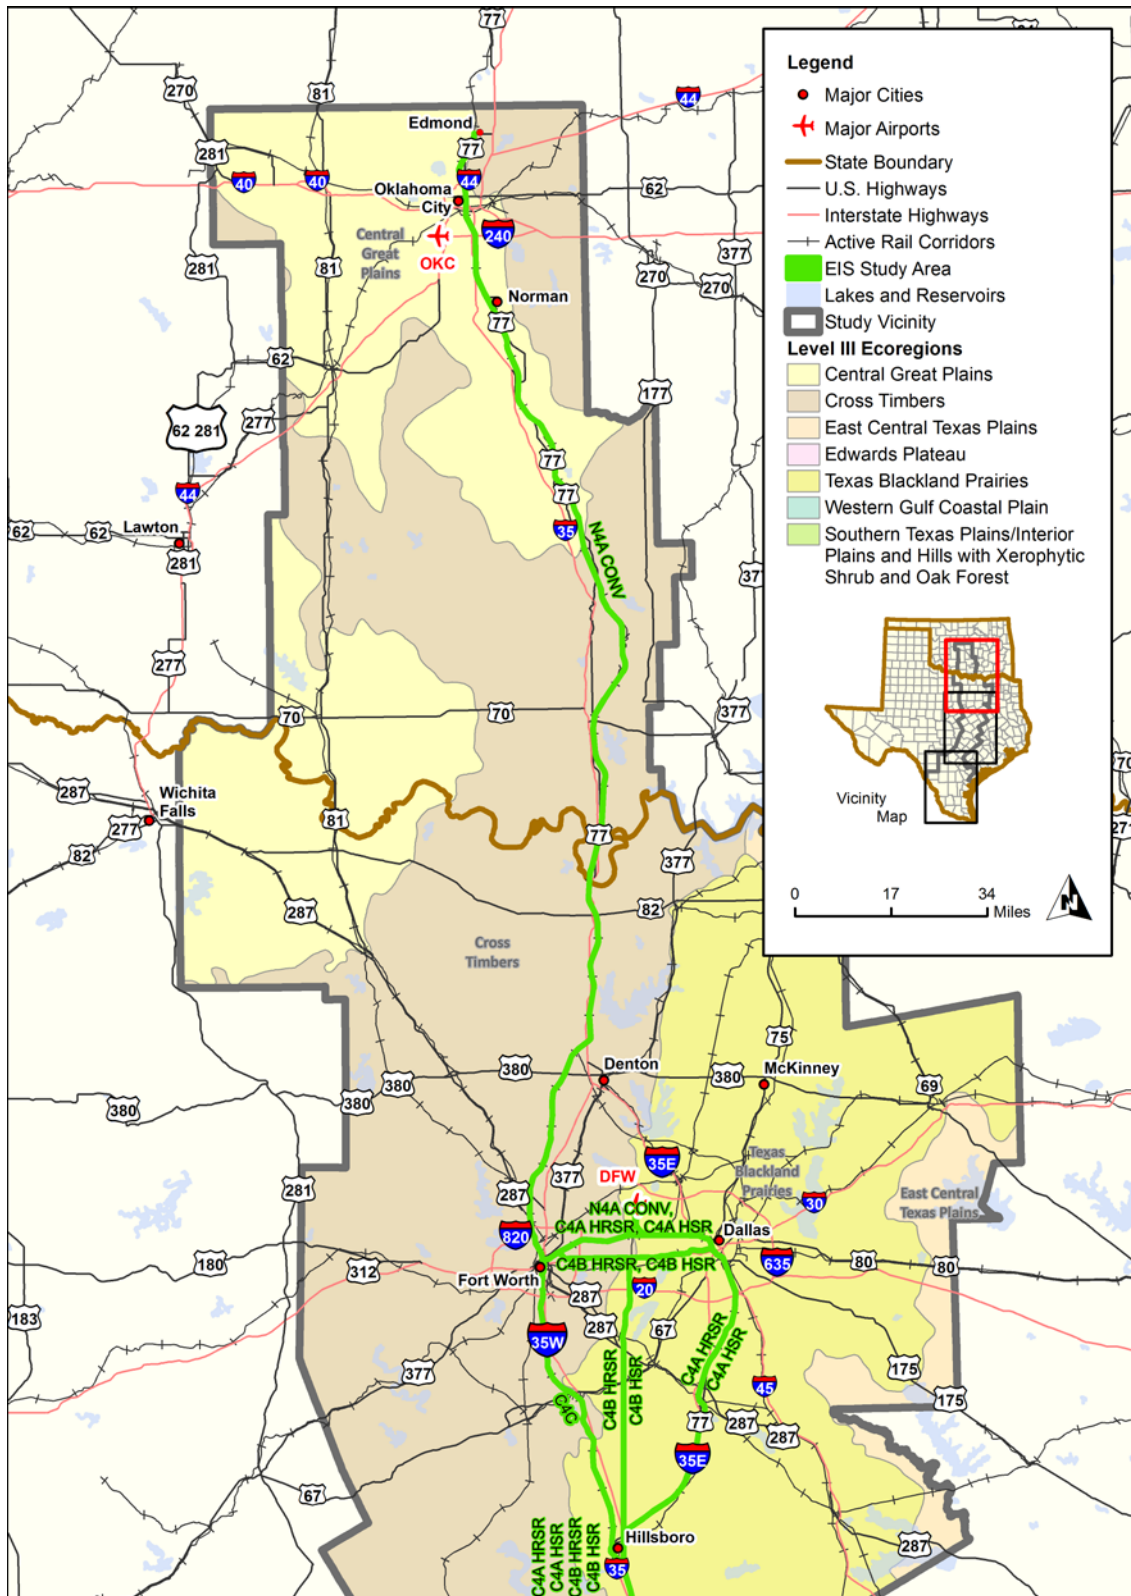 77
270
81
44
Edmond
77
281
40
40
44
Oklahoma
City
62
Central
Great
Plains
240
OKC
377
281
81
270
270
Norman
77
62
177
62 281
277
77
44
77
35
N4A CONV
Lawton
62
62
281
377
277
70
70
377
287
Wichita
Falls
277
81
77
82
377
70
271
287
82
Cross
Timbers
75
Denton
McKinney
380
380
380
380
380
69
281
377
35E
Texas
Blackland
Prairies
DFW
287
30
East Central
Texas Plains
N4A CONV,
C4A HRSR, C4A HSR
820
Dallas
180
312
Fort Worth
C4B HRSR, C4B HSR
635
80
80
20
287
183
35W
287
67
C4A HRSR
C4A HSR
C4B HRSR
C4B HSR
377
45
175
175
C4C
77
287
287
35E
67
Hillsboro
287
35
C4A HRSR
C4A HSR
C4B HRSR
C4B HSR
Legend
Major Cities
Major Airports
State Boundary
U.S. Highways
Interstate Highways
Active Rail Corridors
EIS Study Area
Lakes and Reservoirs
Study Vicinity
Level III Ecoregions
Central Great Plains
Cross Timbers
East Central Texas Plains
Edwards Plateau
Texas Blackland Prairies
Western Gulf Coastal Plain
Southern Texas Plains/Interior
Plains and Hills with Xerophytic
Shrub and Oak Forest
Vicinity
Map
0 17 34
Miles
N